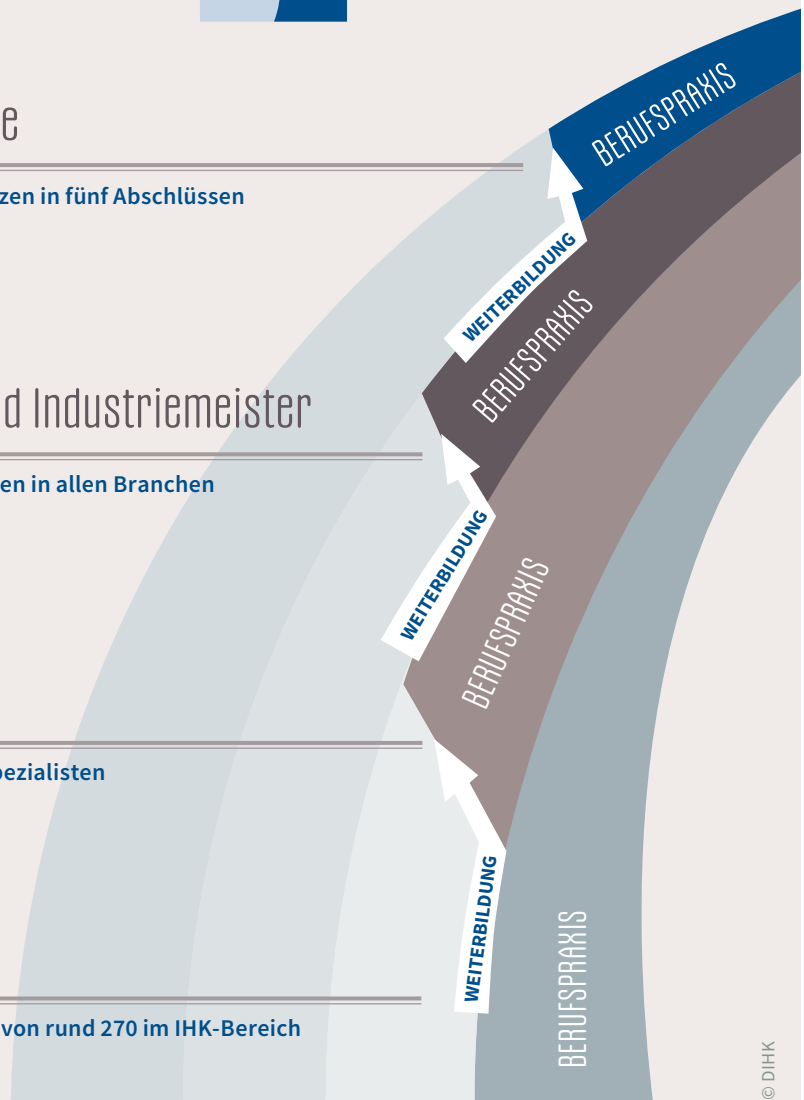 BERUFSPRAXIS
e
zen in fünf Abschlüssen
WEITERBILDUNG
BERUFSPRAXIS
d Industriemeister
en in allen Branchen
WEITERBILDUNG
BERUFSPRAXIS
pezialisten
WEITERBILDUNG
BERUFSPRAXIS
von rund 270 im IHK-Bereich
© DIHK